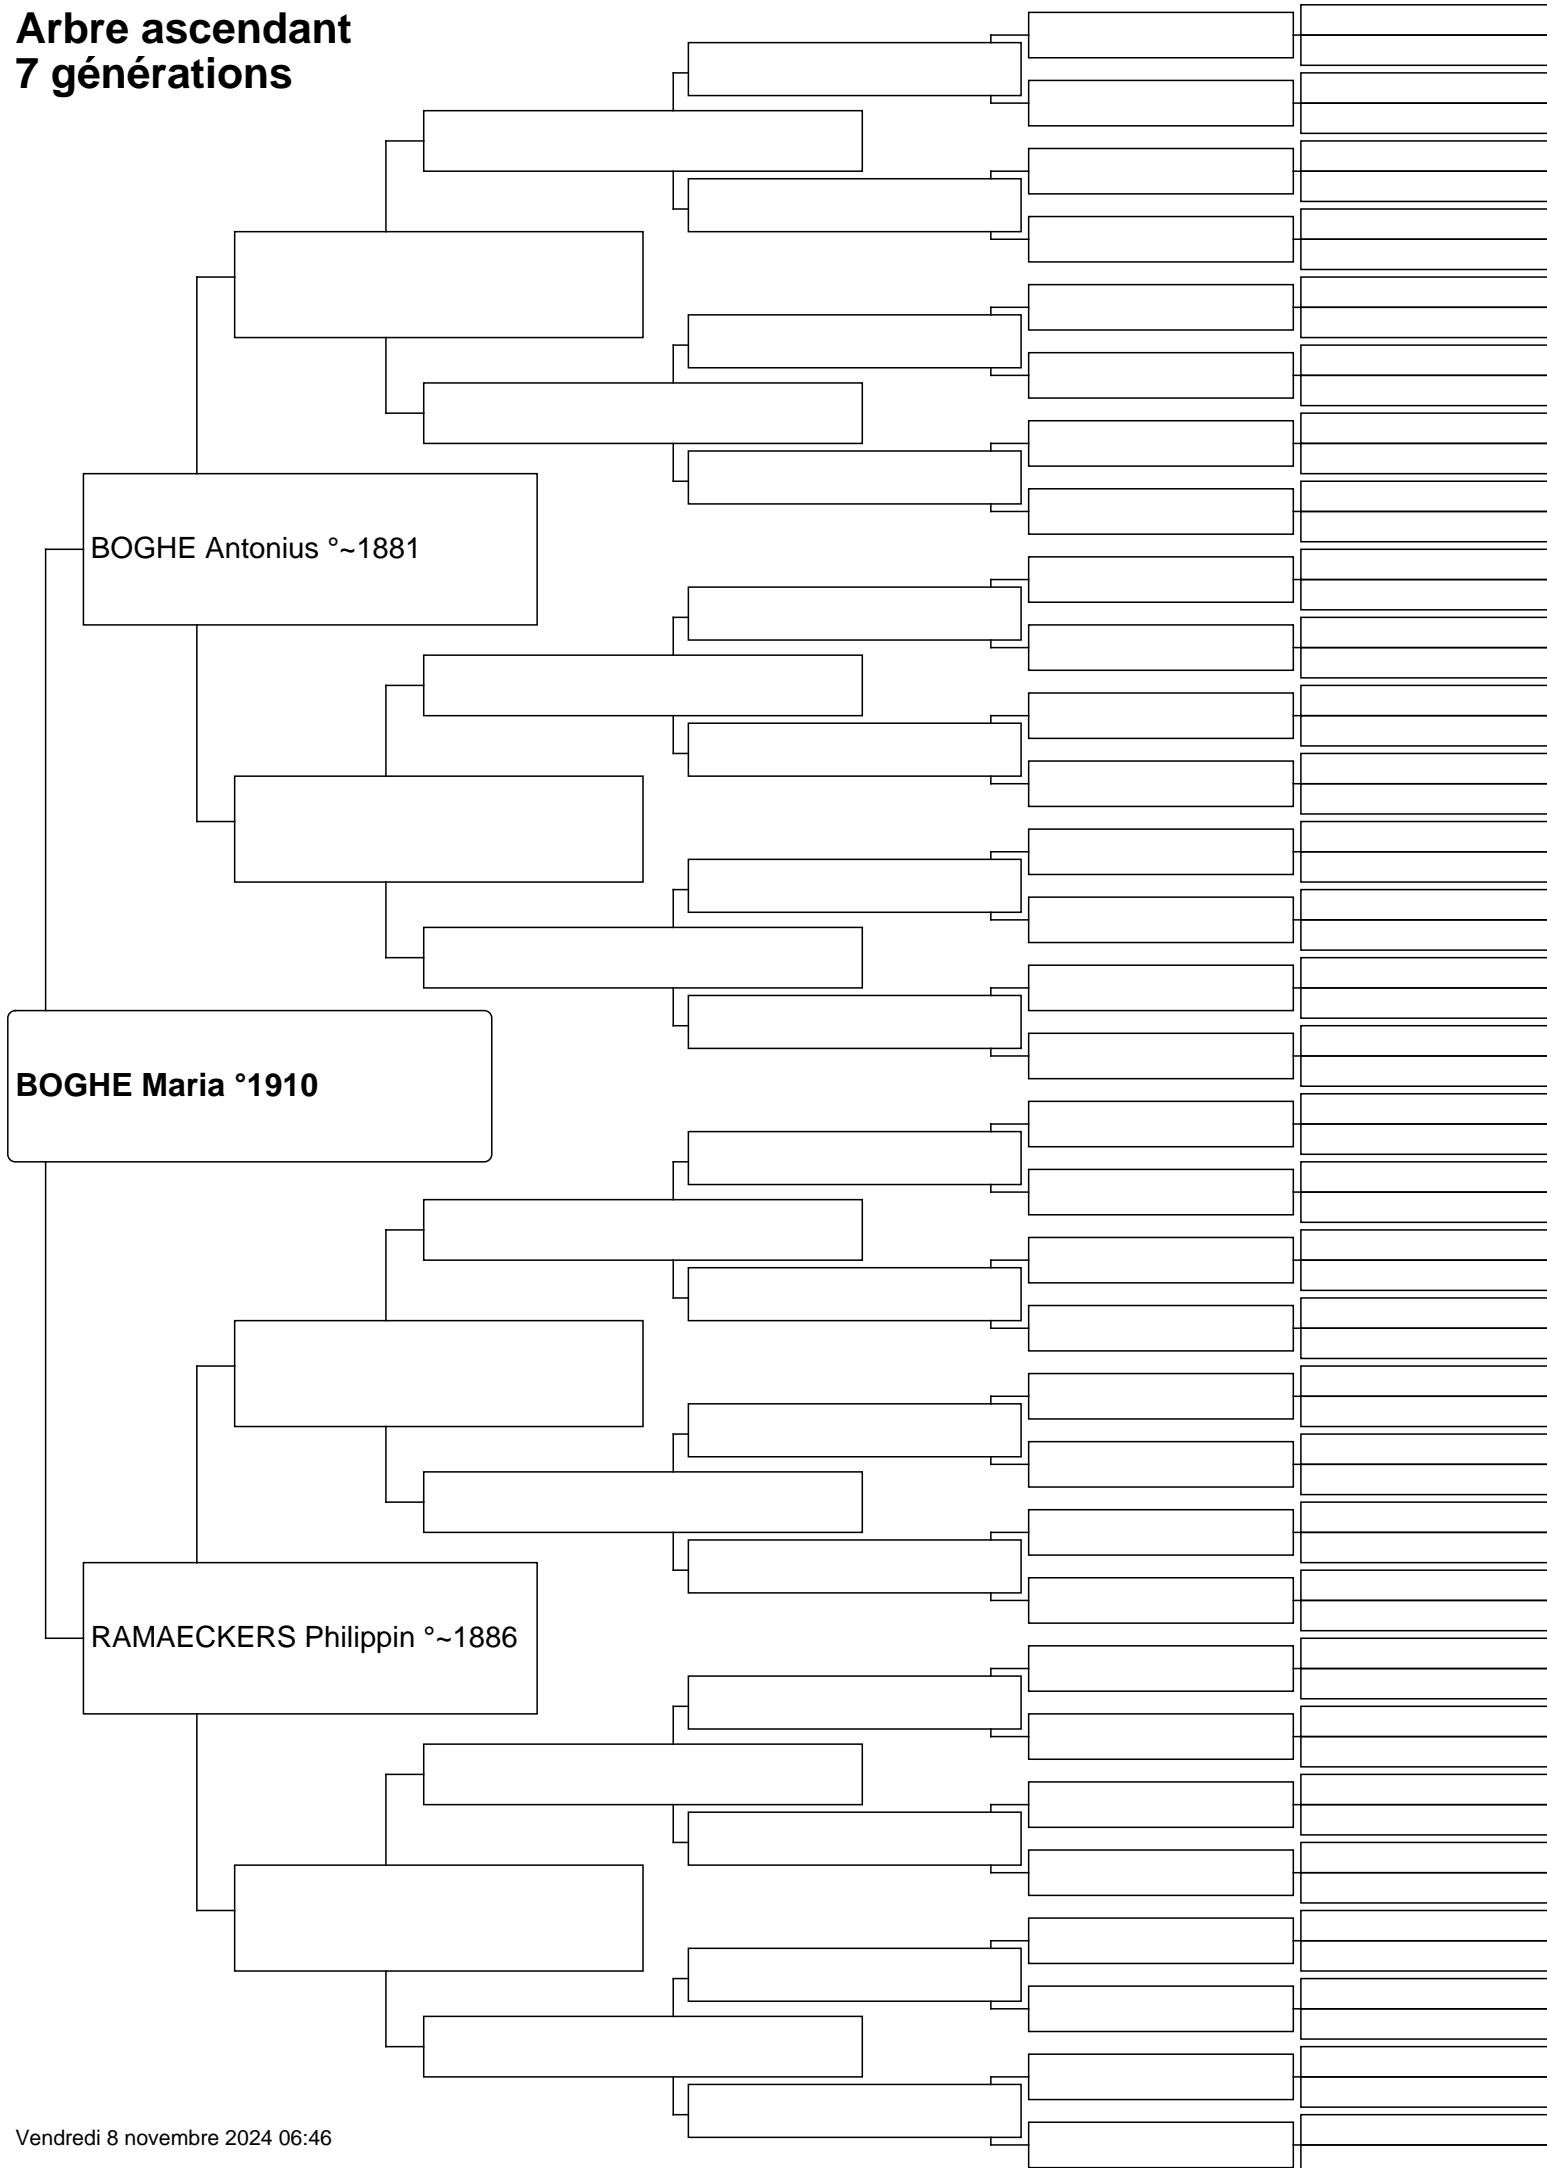 Arbre ascendant
7 générations
BOGHE Antonius °~1881
BOGHE Maria °1910
RAMAECKERS Philippin °~1886
Vendredi 8 novembre 2024 06:46